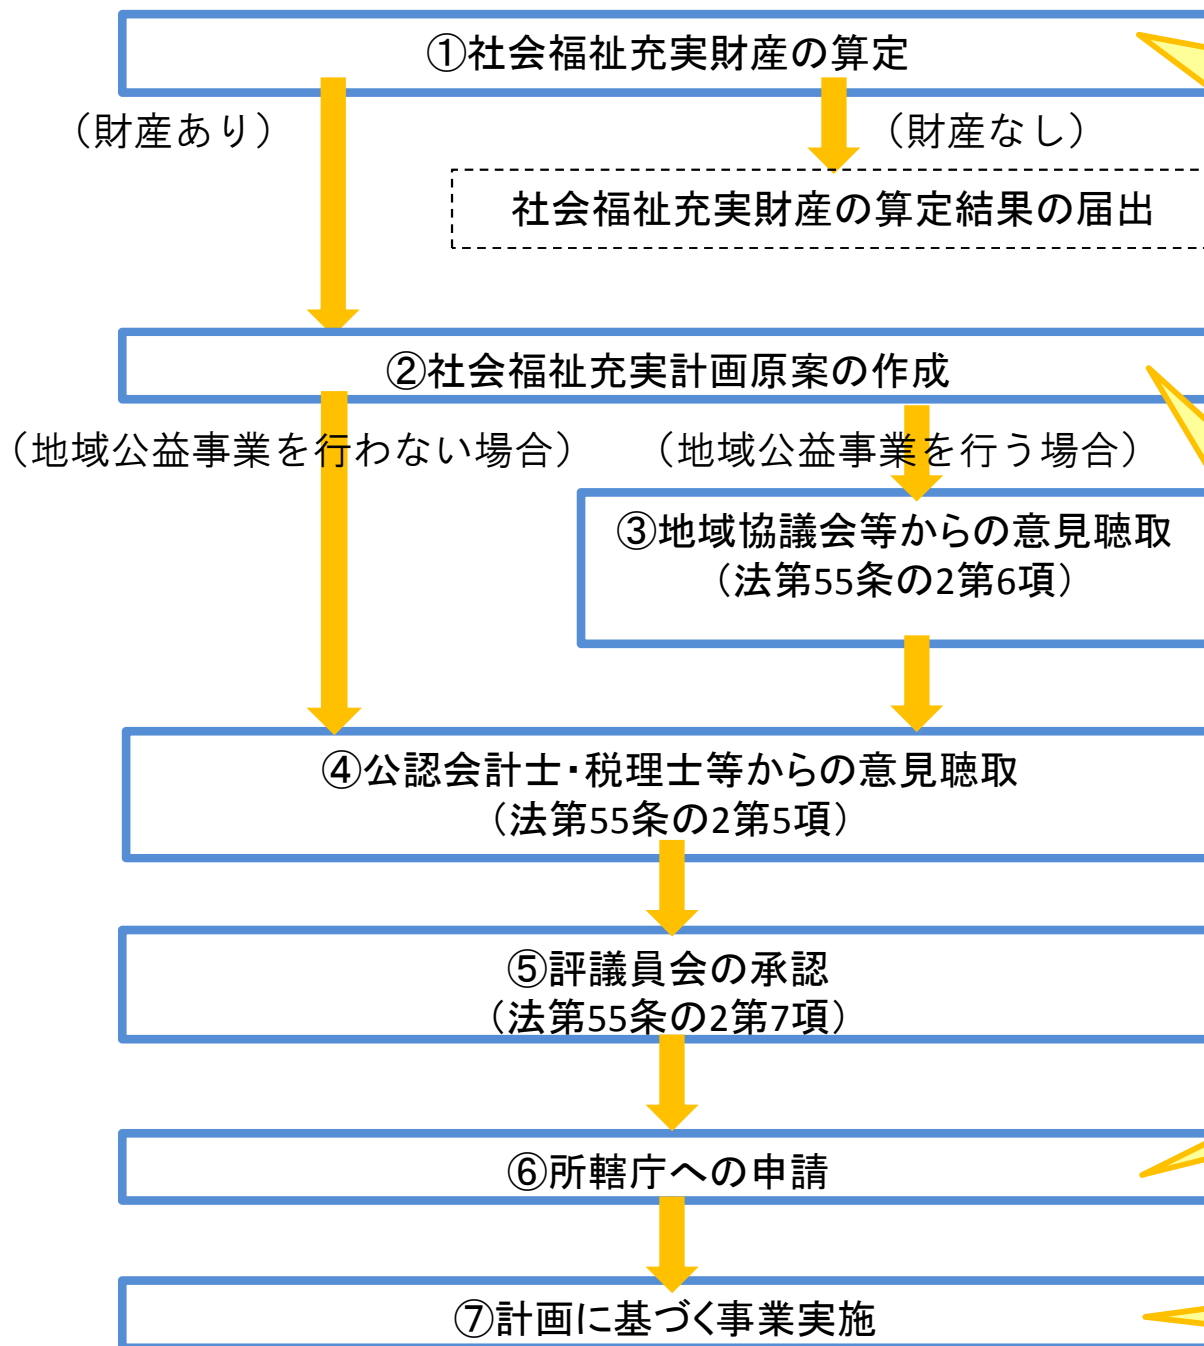 ①社会福祉充実財産の算定
（財産あり）
（財産なし）
社会福祉充実財産の算定結果の届出
②社会福祉充実計画原案の作成
（地域公益事業を行わない場合）
（地域公益事業を行う場合）
③地域協議会等からの意見聴取
（法第55条の2第6項）
④公認会計士・税理士等からの意見聴取
（法第55条の2第5項）
⑤評議員会の承認
（法第55条の2第7項）
⑥所轄庁への申請
⑦計画に基づく事業実施